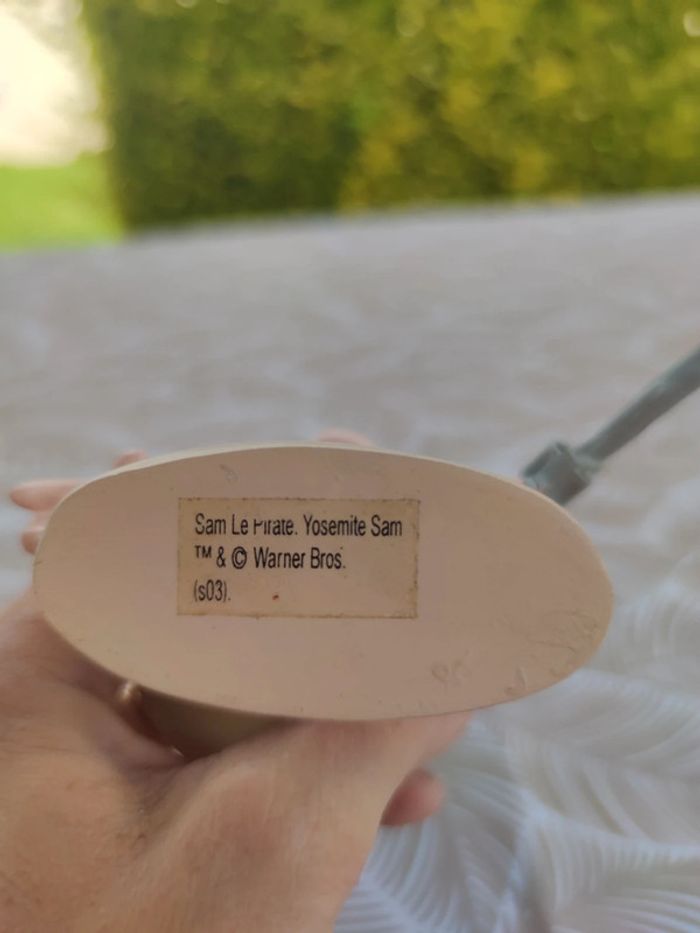 Sam Le Pirate. Yosemite Sam
™ & © Warner Bros.
(s03).